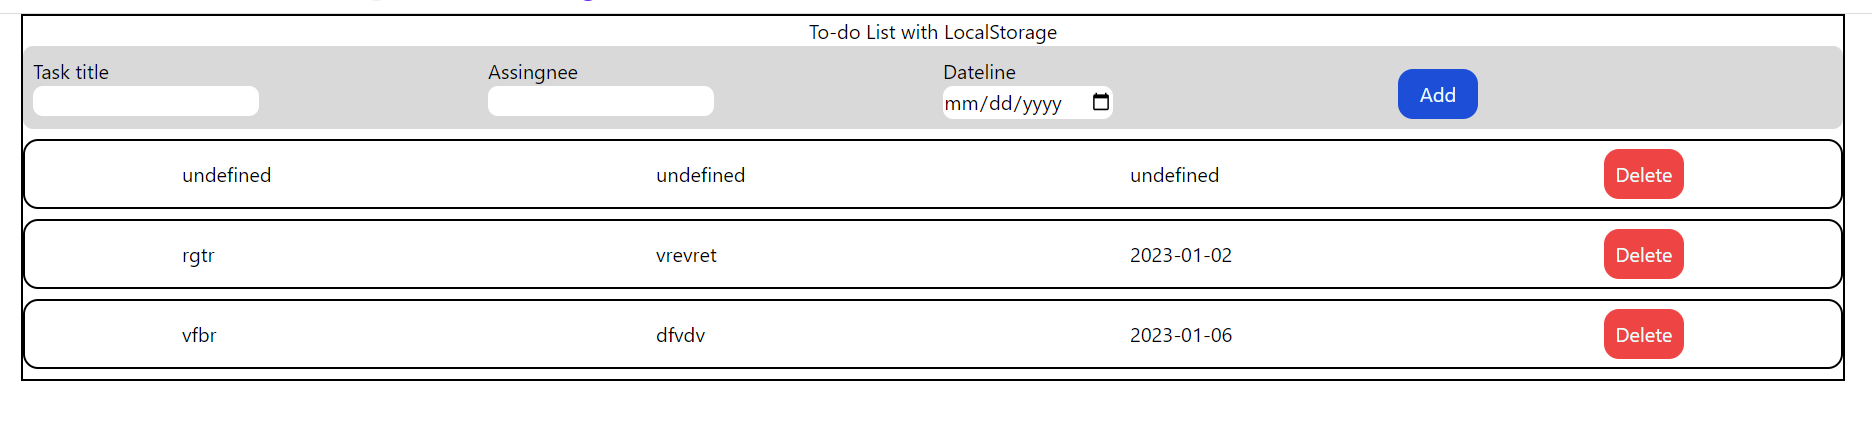 To-do List with LocalStorage
Task title Assingnee Dateline
mm/dd/yyyy Add
undefined undefined undefined Delete
rgtr vrevret 2023-01-02 Delete
vfbr dfvdv 2023-01-06 Delete